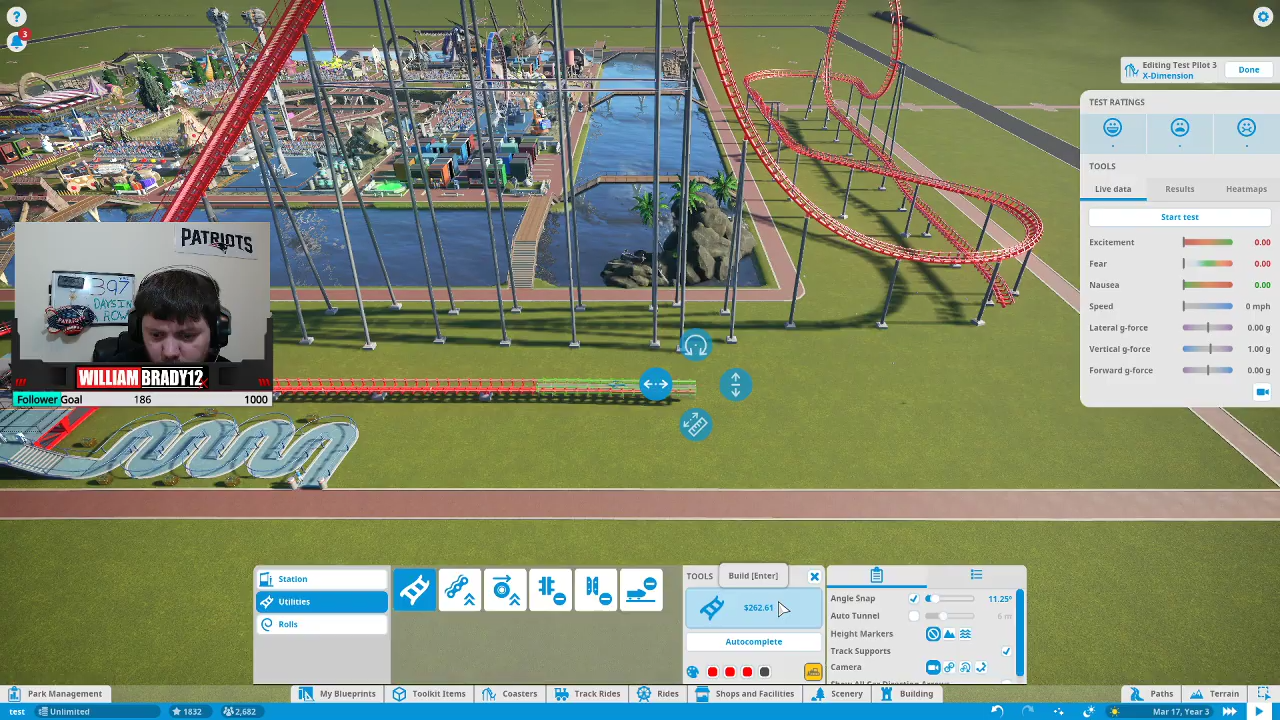 ?
3
Editing Test Pilot 3
X-Dimension
Done
TEST RATINGS
TOOLS
Live data
Results
Heatmaps
Start test
Excitement 0.00
Fear 0.00
Nausea 0.00
Speed 0 mph
Lateral g-force 0.00 g
Vertical g-force 1.00 g
Forward g-force 0.00 g
PATRIOTS
397
DAYS IN
ROW
WILLIAM BRADY12
Follower Goal 186 1000
Station
Utilities
Rolls
TOOLS
Build [Enter]
$262.61
Autocomplete
Angle Snap 11.25°
Auto Tunnel 6 m
Height Markers
Track Supports
Camera
Park Management
My Blueprints
Toolkit Items
Coasters
Track Rides
Rides
Shops and Facilities
Scenery
Building
Paths
Terrain
test
Unlimited
1832
2,682
Mar 17, Year 3